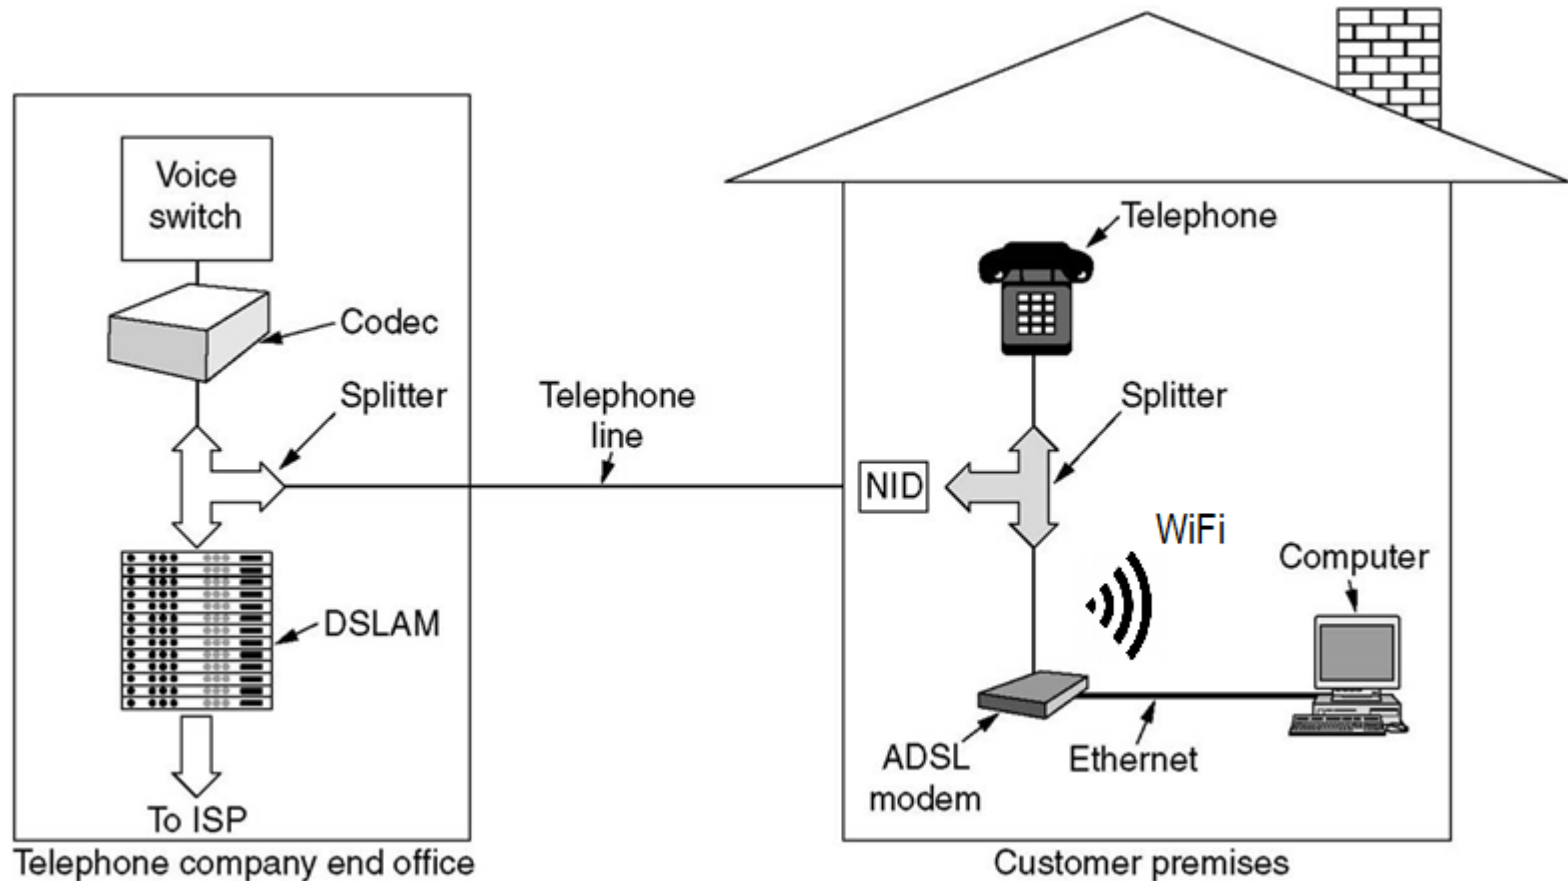 Voice
switch
Codec
Splitter
DSLAM
To ISP
Telephone company end office
Telephone
line
Telephone
Splitter
NID
WiFi
Computer
ADSL
modem
Ethernet
Customer premises